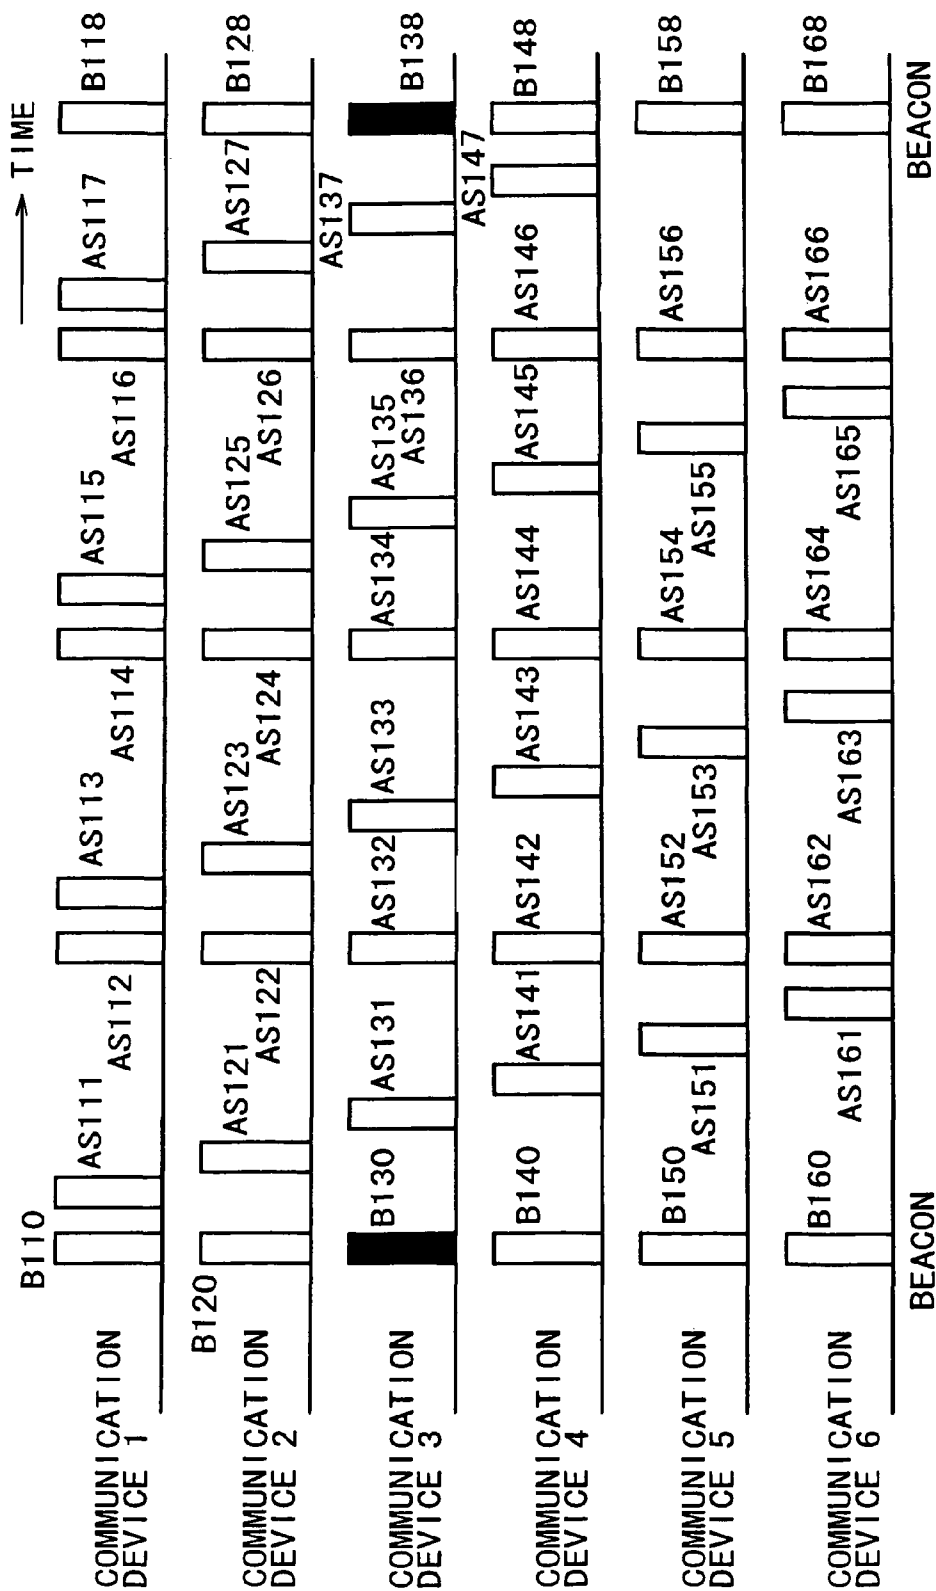 TIME
COMMUNICATION
DEVICE 1
B110
AS111
AS112
AS113
AS114
AS115
AS116
AS117
B118
COMMUNICATION
DEVICE 2
B120
AS121
AS122
AS123
AS124
AS125
AS126
AS127
B128
COMMUNICATION
DEVICE 3
B130
AS131
AS132
AS133
AS134
AS135
AS136
AS137
B138
COMMUNICATION
DEVICE 4
B140
AS141
AS142
AS143
AS144
AS145
AS146
AS147
B148
COMMUNICATION
DEVICE 5
B150
AS151
AS152
AS153
AS154
AS155
AS156
B158
COMMUNICATION
DEVICE 6
B160
AS161
AS162
AS163
AS164
AS165
AS166
B168
BEACON
BEACON